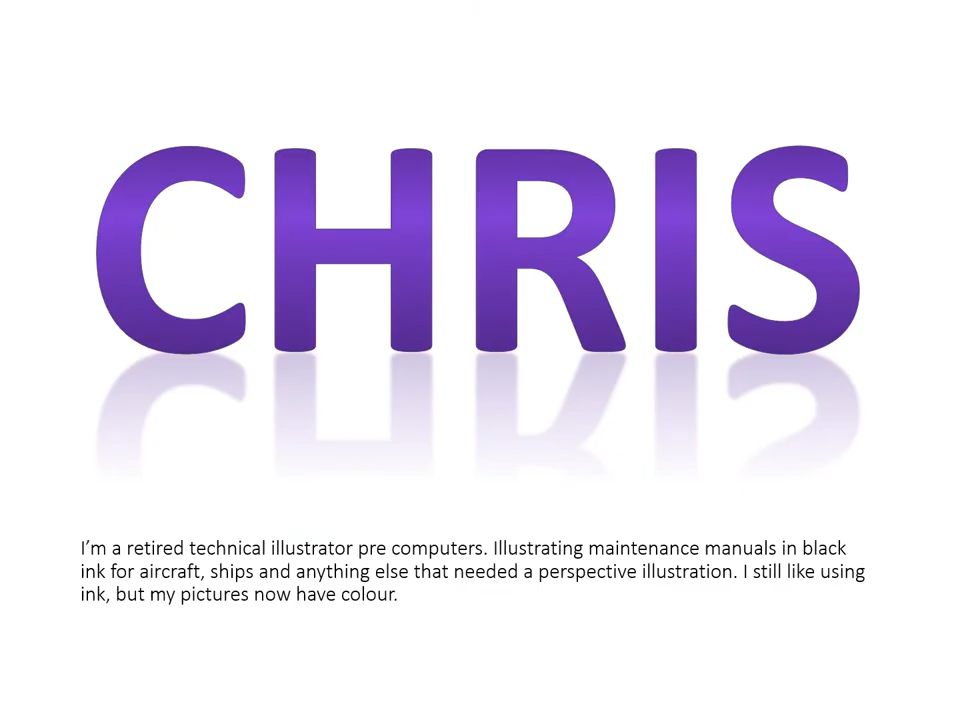 CHRIS
I’m a retired technical illustrator pre computers. Illustrating maintenance manuals in black
ink for aircraft, ships and anything else that needed a perspective illustration. I still like using
ink, but my pictures now have colour.